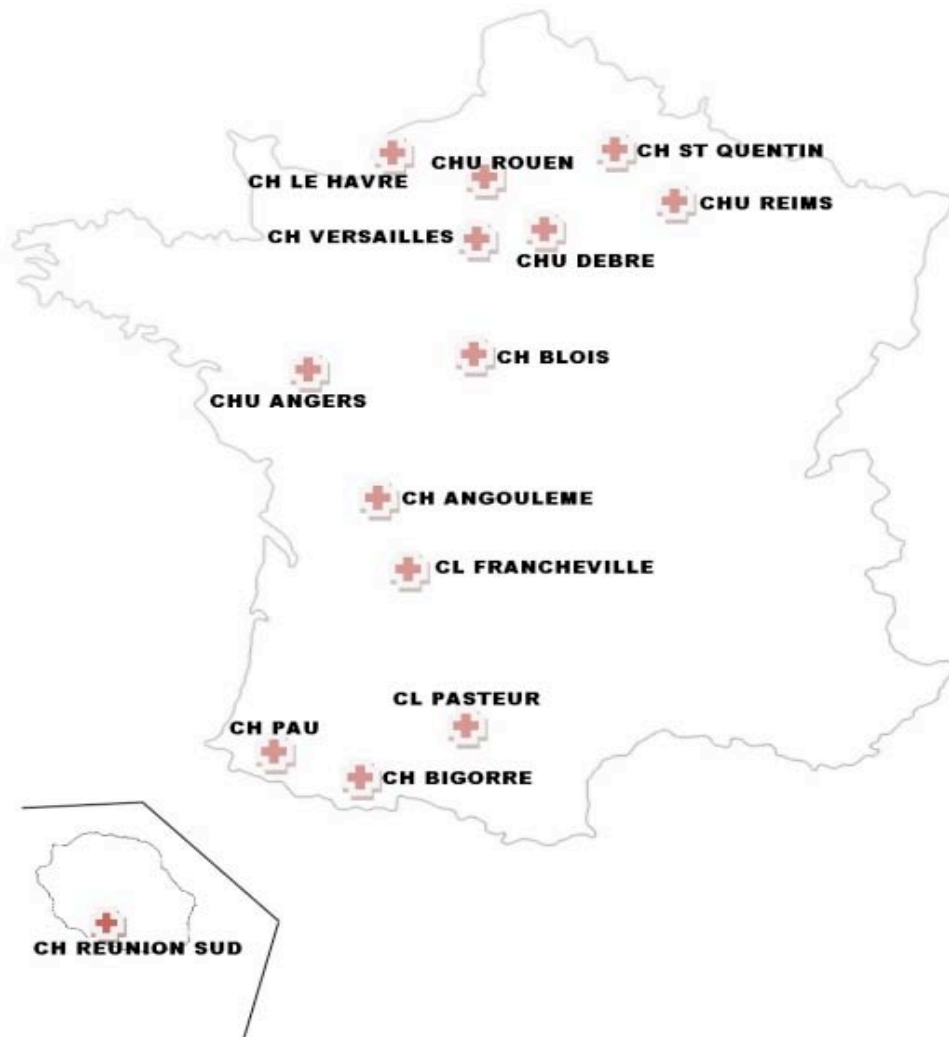 CH ST QUENTIN
CHU ROUEN
CH LE HAVRE
CHU REIMS
CH VERSAILLES
CHU DEBRE
CH BLOIS
CHU ANGERS
CH ANGOULEME
CL FRANCHEVILLE
CL PASTEUR
CH PAU
CH BIGORRE
CH REUNION SUD